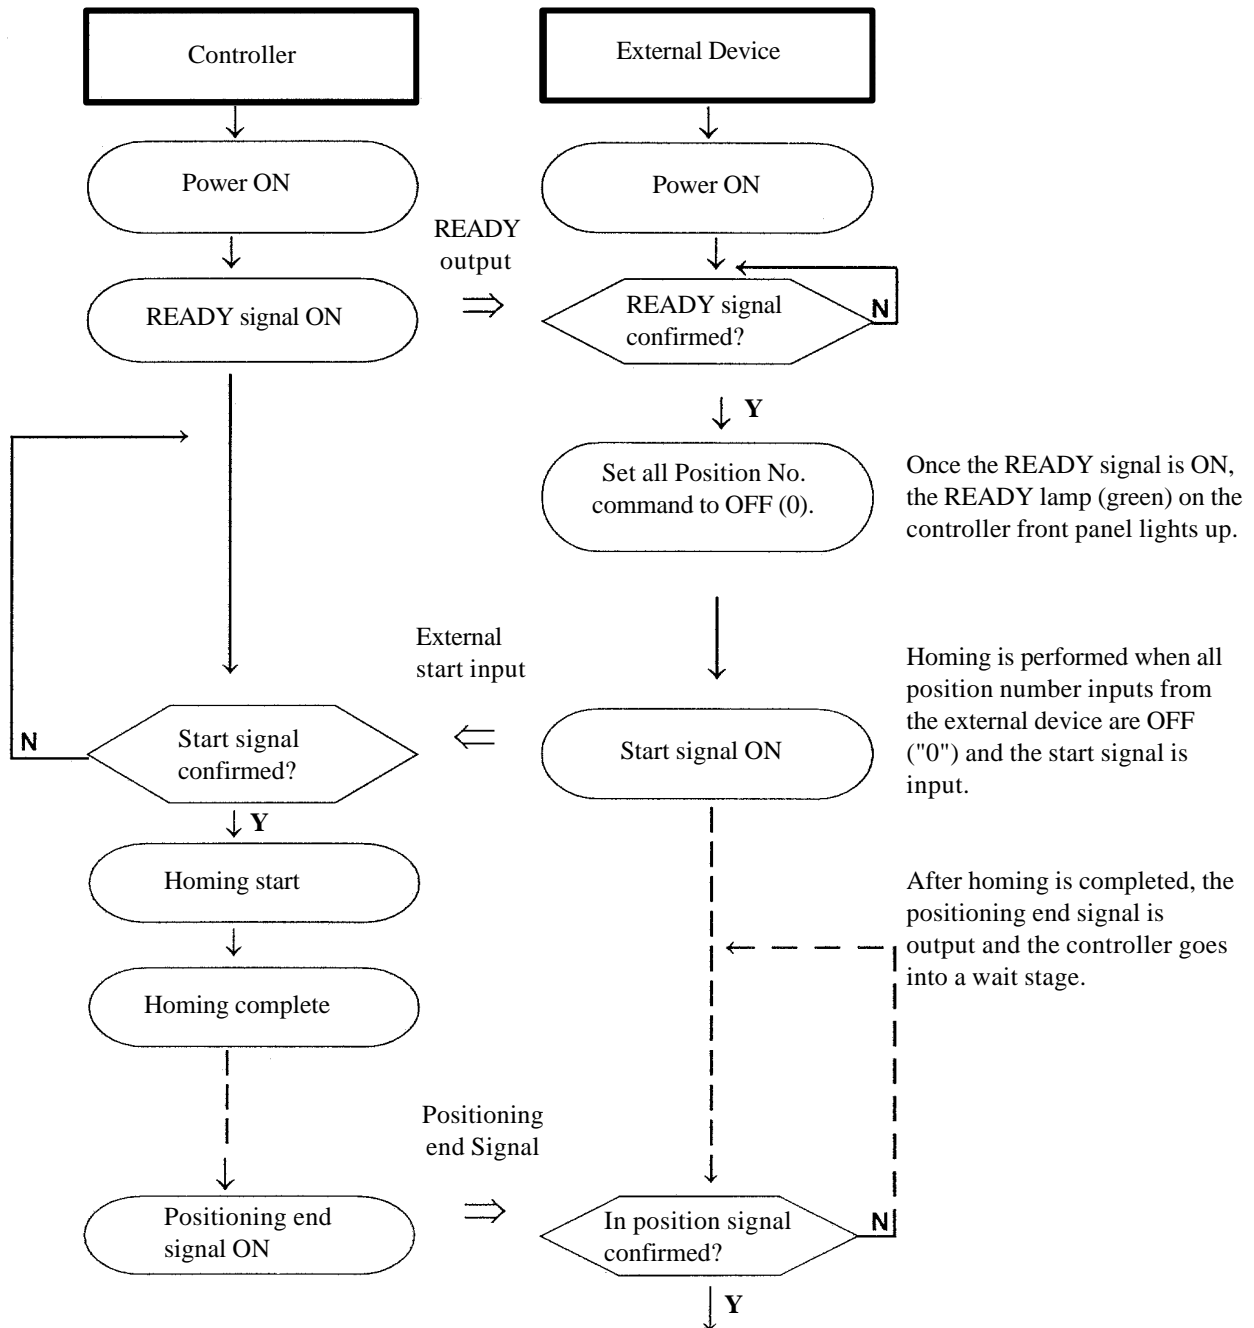 Controller
External Device
Power ON
Power ON
READY
output
READY signal ON
READY signal
confirmed?
N
Y
Set all Position No.
command to OFF (0).
Once the READY signal is ON,
the READY lamp (green) on the
controller front panel lights up.
External
start input
Homing is performed when all
position number inputs from
the external device are OFF
("0") and the start signal is
input.
N
Start signal
confirmed?
Start signal ON
Y
Homing start
After homing is completed, the
positioning end signal is
output and the controller goes
into a wait stage.
Homing complete
Positioning
end Signal
Positioning end
signal ON
In position signal
confirmed?
N
Y